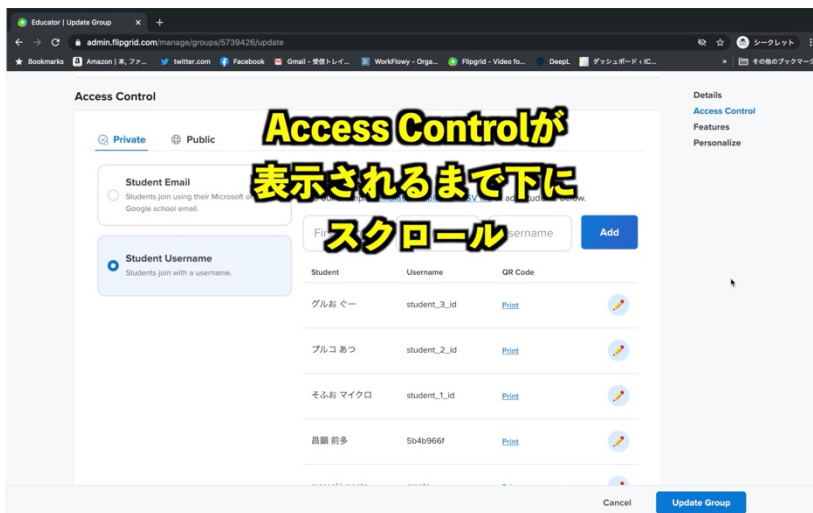 Educator | Update Group
admin.flipgrid.com/manage/groups/5739426/update
シークレット
Bookmarks
Amazon | 本, ファ...
twitter.com
Facebook
Gmail - 受信トレイ...
WorkFlowy - Orga...
Flipgrid - Video fo...
DeepL
ダッシュボード ‹ IC...
»
その他のブックマーク
Access Control
Private
Public
Access Controlが
表示されるまで下に
スクロール
Student Email
Students join using their Microsoft or
Google school email.
Student Username
Students join with a username.
Add
Student Username QR Code
グルお ぐー student_3_id Print
プルコ あつ student_2_id Print
そふお マイクロ student_1_id Print
昌顕 前多 5b4b966f Print
Cancel
Update Group
Details
Access Control
Features
Personalize